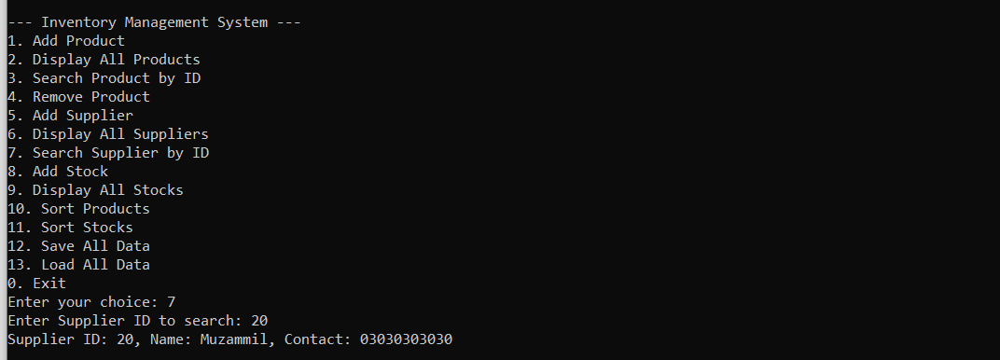 --- Inventory Management System ---
1. Add Product
2. Display All Products
3. Search Product by ID
4. Remove Product
5. Add Supplier
6. Display All Suppliers
7. Search Supplier by ID
8. Add Stock
9. Display All Stocks
10. Sort Products
11. Sort Stocks
12. Save All Data
13. Load All Data
0. Exit
Enter your choice: 7
Enter Supplier ID to search: 20
Supplier ID: 20, Name: Muzammil, Contact: 03030303030